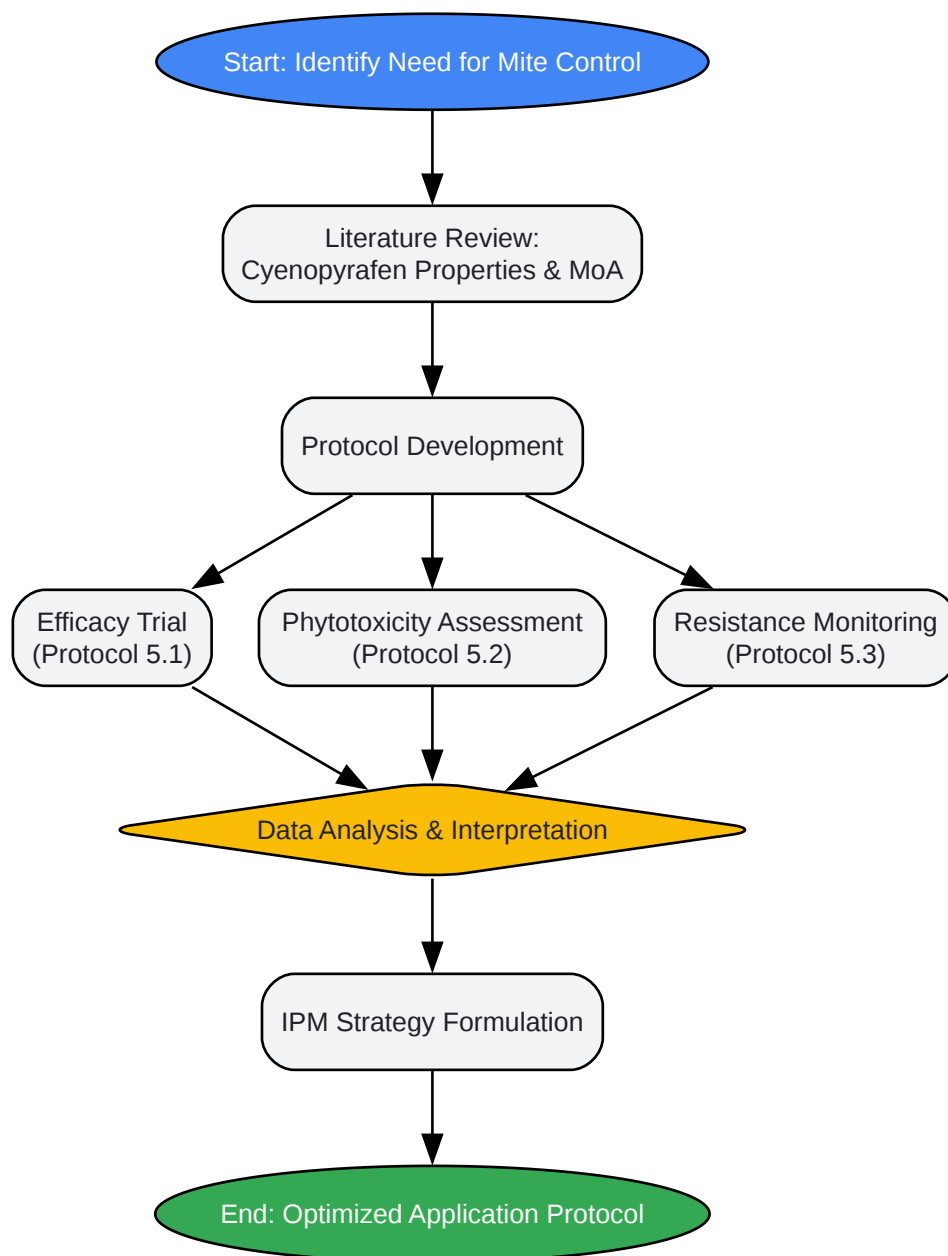 Start: Identify Need for Mite Control
Literature Review:
Cyenopyrafen Properties & MoA
Protocol Development
Efficacy Trial
(Protocol 5.1)
Phytotoxicity Assessment
(Protocol 5.2)
Resistance Monitoring
(Protocol 5.3)
Data Analysis & Interpretation
IPM Strategy Formulation
End: Optimized Application Protocol